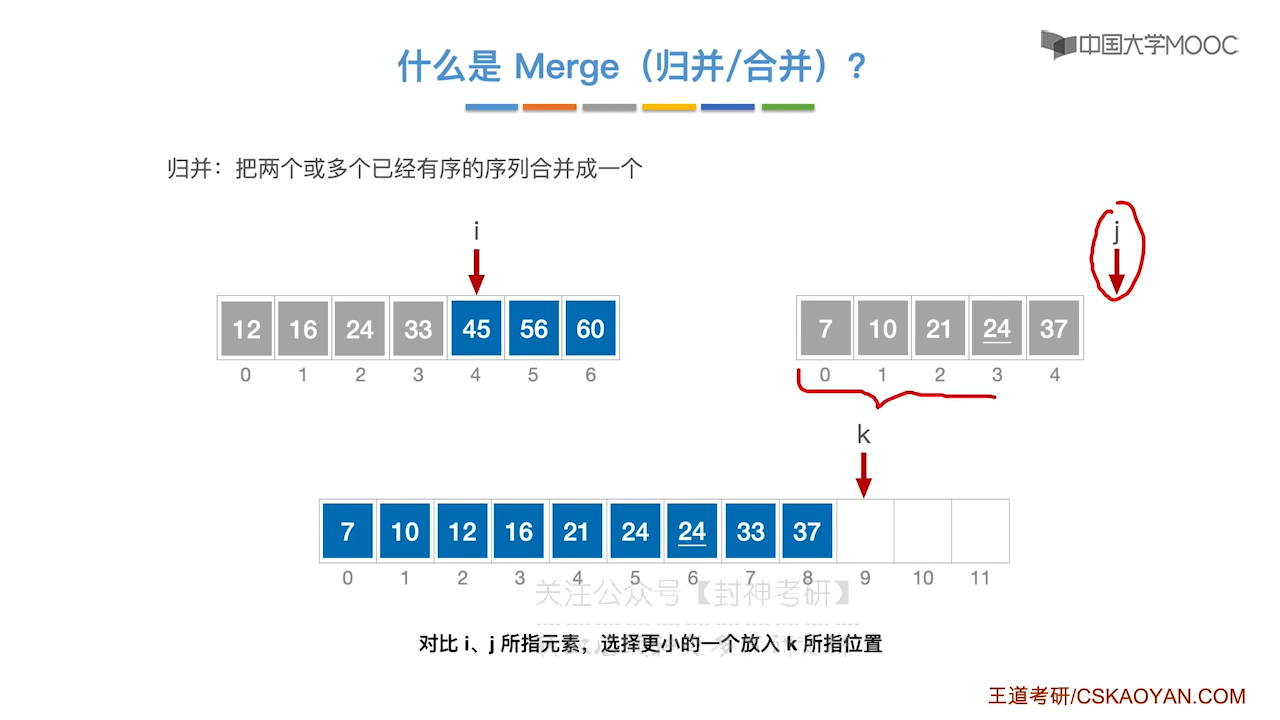 中国大学MOOC
什么是 Merge（归并/合并）?
归并：把两个或多个已经有序的序列合并成一个
i
j
12 16 24 33 45 56 60
7 10 21 24 37
0 1 2 3 4 5 6
0 1 2 3 4
k
7 10 12 16 21 24 24 33 37
0 1 2 3 4 5 6 7 8 9 10 11
关注公众号【封神考研】
对比 i、j 所指元素，选择更小的一个放入 k 所指位置
王道考研/CSKAOYAN.COM